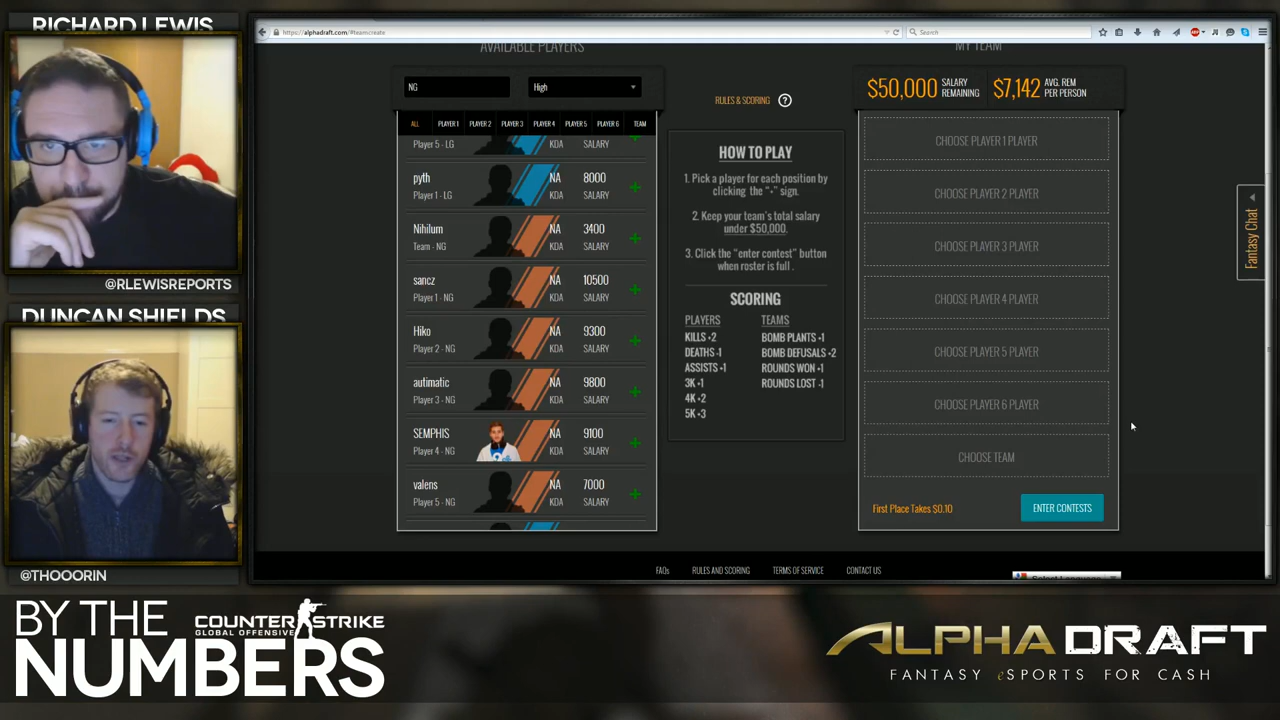 RICHARD LEWIS
@RLEWISREPORTS
DUNCAN SHIELDS
@THOOORIN
https://alphadraft.com/#teamcreate
Search
AVAILABLE PLAYERS
NG
High
ALL PLAYER 1 PLAYER 2 PLAYER 3 PLAYER 4 PLAYER 5 PLAYER 6 TEAM
Player 5 - LG KDA SALARY
pyth NA 8000
Player 1 - LG KDA SALARY
Nihilum NA 3400
Team - NG KDA SALARY
sancz NA 10500
Player 1 - NG KDA SALARY
Hiko NA 9300
Player 2 - NG KDA SALARY
autimatic NA 9800
Player 3 - NG KDA SALARY
SEMPHIS NA 9100
Player 4 - NG KDA SALARY
valens NA 7000
Player 5 - NG KDA SALARY
RULES & SCORING ?
HOW TO PLAY
1. Pick a player for each position by
clicking the "+" sign.
2. Keep your team's total salary
under $50,000.
3. Click the "enter contest" button
when roster is full .
SCORING
PLAYERS
KILLS +2
DEATHS -1
ASSISTS +1
3K +1
4K +2
5K +3
TEAMS
BOMB PLANTS +1
BOMB DEFUSALS +2
ROUNDS WON +1
ROUNDS LOST -1
MY TEAM
$50,000 SALARY REMAINING
$7,142 AVG. REM PER PERSON
CHOOSE PLAYER 1 PLAYER
CHOOSE PLAYER 2 PLAYER
CHOOSE PLAYER 3 PLAYER
CHOOSE PLAYER 4 PLAYER
CHOOSE PLAYER 5 PLAYER
CHOOSE PLAYER 6 PLAYER
CHOOSE TEAM
First Place Takes $0.10
ENTER CONTESTS
Fantasy Chat
FAQs RULES AND SCORING TERMS OF SERVICE CONTACT US
BY THE
NUMBERS
COUNTER STRIKE
GLOBAL OFFENSIVE
ALPHADRAFT
FANTASY eSPORTS FOR CASH